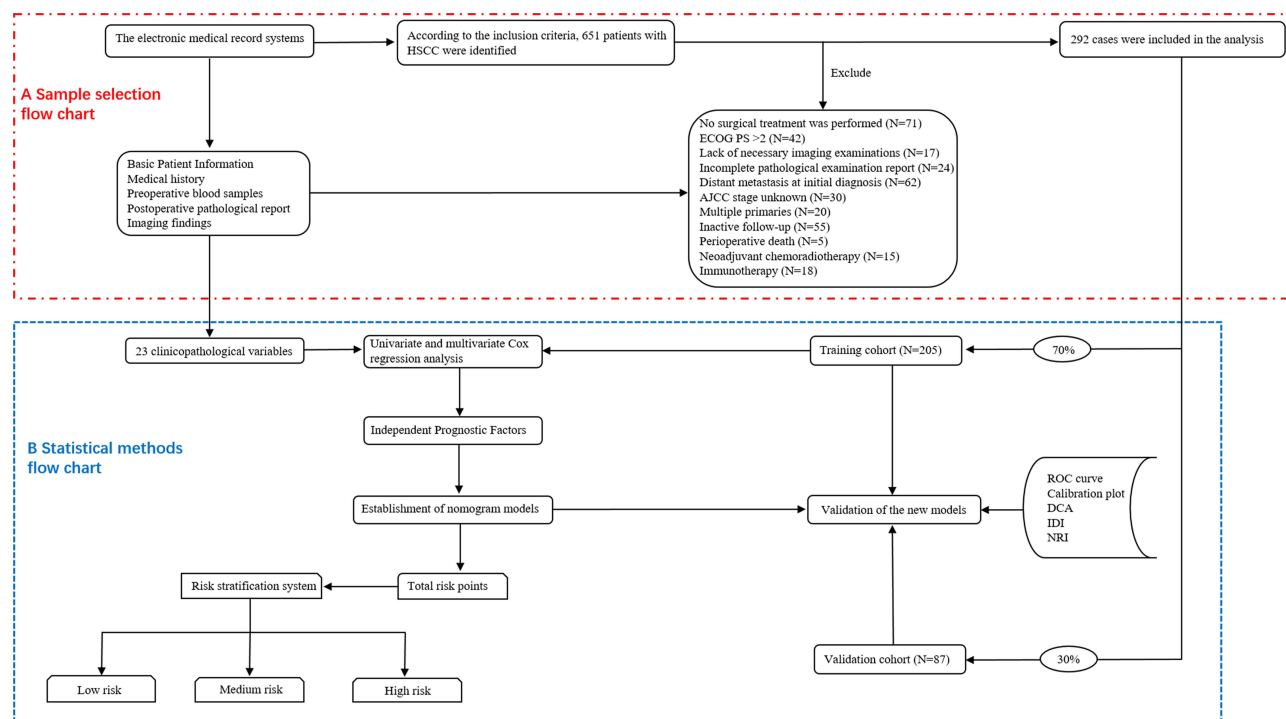 The electronic medical record systems
According to the inclusion criteria, 651 patients with
HSCC were identified
292 cases were included in the analysis
Exclude
A Sample selection
flow chart
No surgical treatment was performed (N=71)
ECOG PS >2 (N=42)
Lack of necessary imaging examinations (N=17)
Incomplete pathological examination report (N=24)
Distant metastasis at initial diagnosis (N=62)
AJCC stage unknown (N=30)
Multiple primaries (N=20)
Inactive follow-up (N=55)
Perioperative death (N=5)
Neoadjuvant chemoradiotherapy (N=15)
Immunotherapy (N=18)
Basic Patient Information
Medical history
Preoperative blood samples
Postoperative pathological report
Imaging findings
23 clinicopathological variables
Univariate and multivariate Cox
regression analysis
Training cohort (N=205)
70%
Independent Prognostic Factors
B Statistical methods
flow chart
Establishment of nomogram models
Validation of the new models
ROC curve
Calibration plot
DCA
IDI
NRI
Risk stratification system
Total risk points
Validation cohort (N=87)
30%
Low risk
Medium risk
High risk